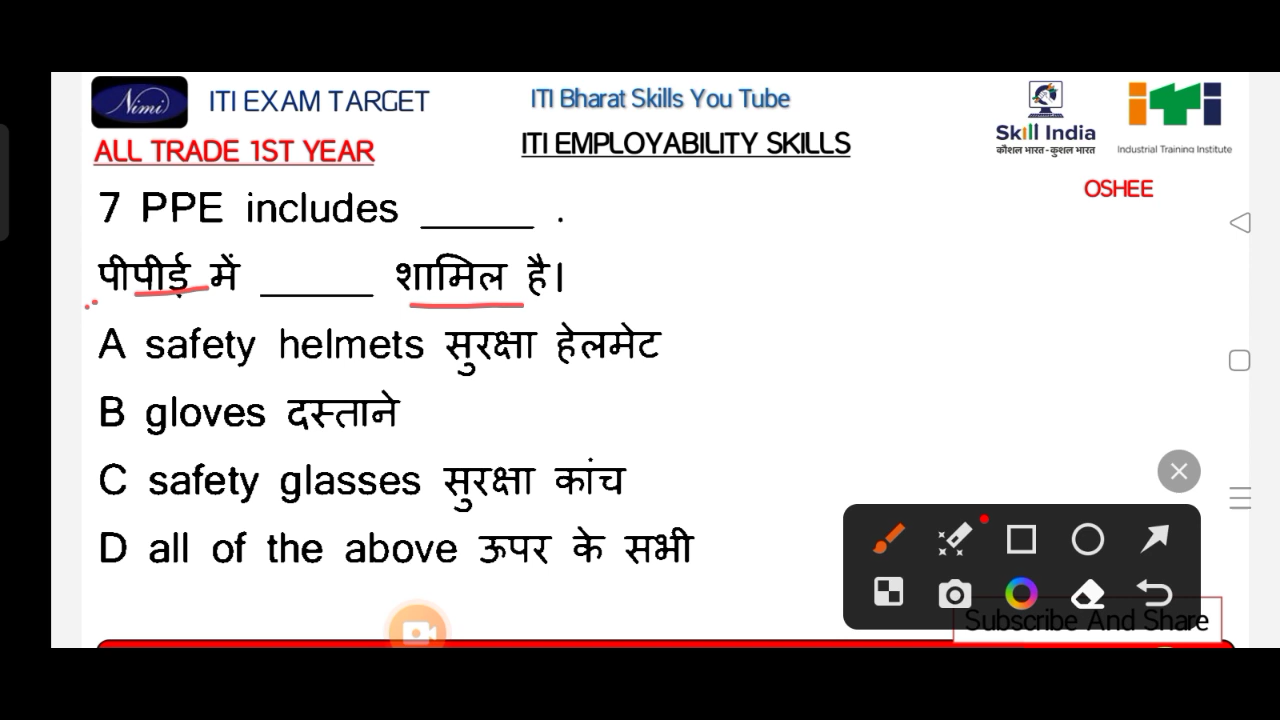 Nimi
ITI EXAM TARGET
ITI Bharat Skills You Tube
ALL TRADE 1ST YEAR
ITI EMPLOYABILITY SKILLS
Skill India
कौशल भारत - कुशल भारत
iTi
Industrial Training Institute
OSHEE
7 PPE includes _____ .
पीपीई में _____ शामिल है।
A safety helmets सुरक्षा हेलमेट
B gloves दस्ताने
C safety glasses सुरक्षा कांच
D all of the above ऊपर के सभी
Subscribe And Share